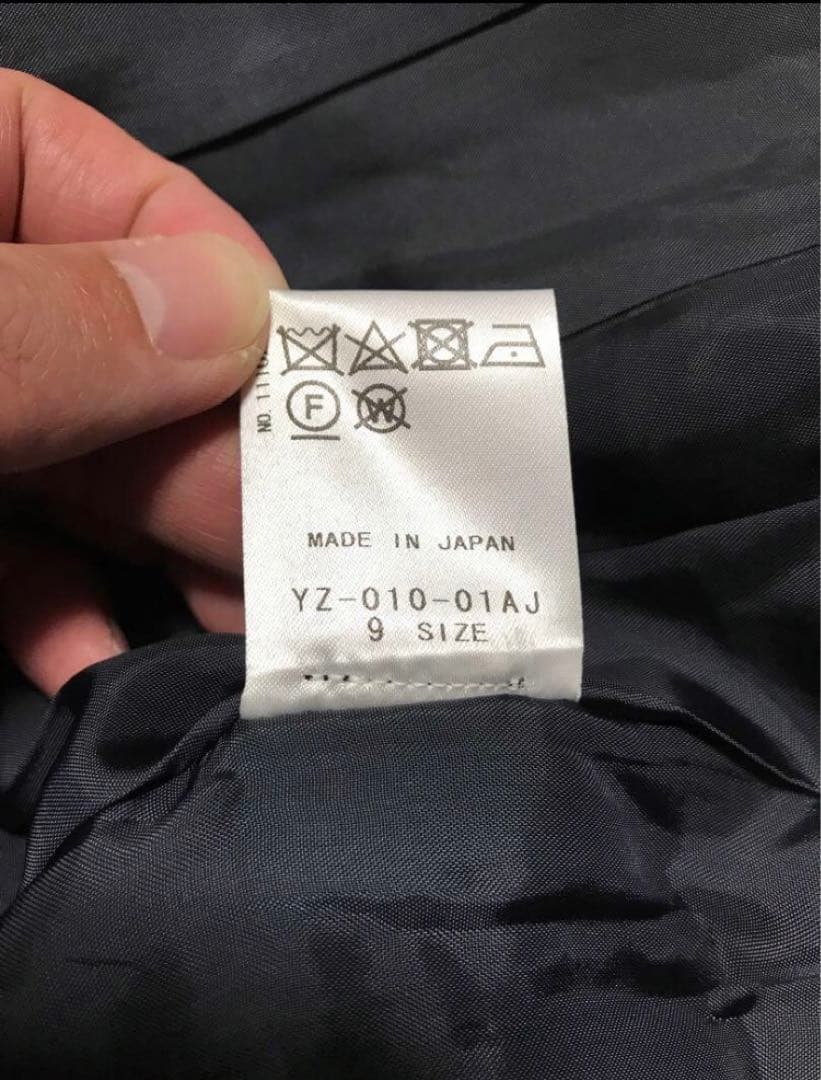 F
W
MADE IN JAPAN
YZ-010-01AJ
9 SIZE